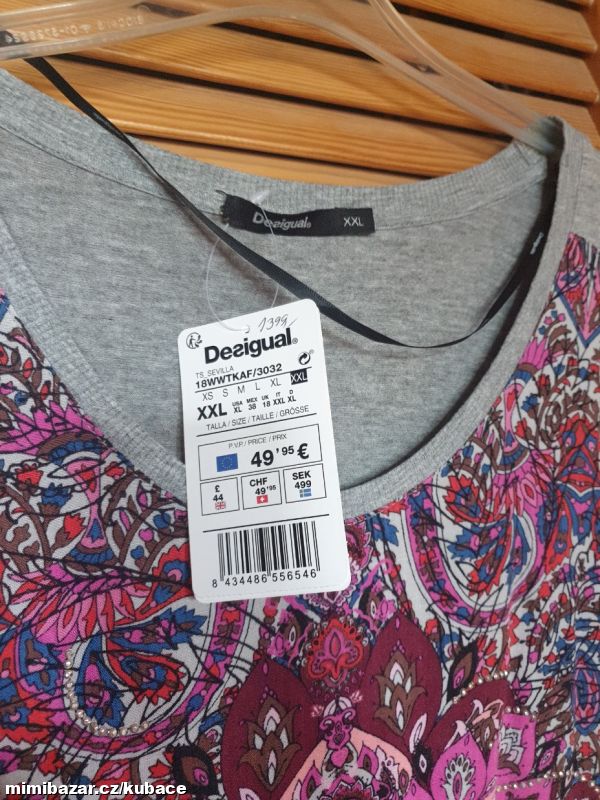 Desigual®
XXL
1399,-
Desigual®
TS_SEVILLA
18WWTKAF/3032
XS S M L XL XXL
XXL USA XL MEX 38 UK 18 IT XXL D XL
TALLA / SIZE / TAILLE / GRÖSSE
P.V.P. / PRICE / PRIX
49'95 €
£ 44
CHF 49'95
SEK 499
8 434486 556546
mimibazar.cz/kubace